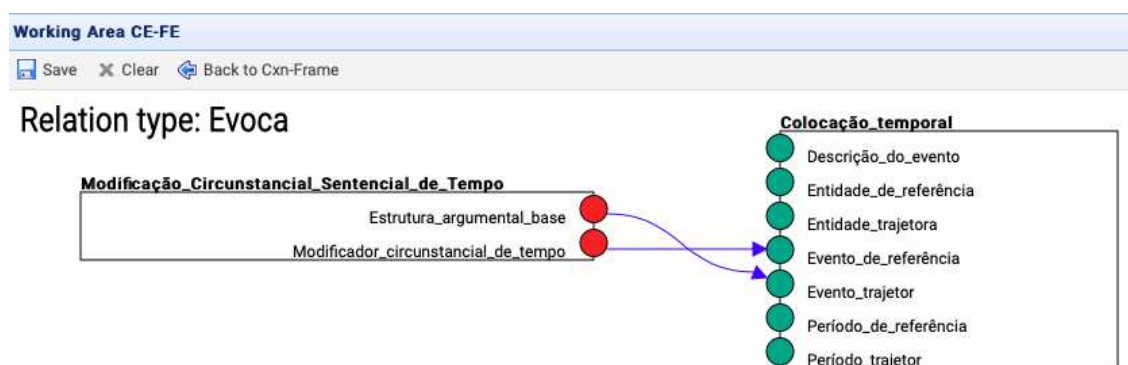 Working Area CE-FE
Save Clear Back to Cxn-Frame
Relation type: Evoca
Modificação_Circunstancial_Sentencial_de_Tempo
Estrutura_argumental_base
Modificador_circunstancial_de_tempo
Colocação_temporal
Descrição_do_evento
Entidade_de_referência
Entidade_trajetora
Evento_de_referência
Evento_trajetor
Período_de_referência
Período_trajetor